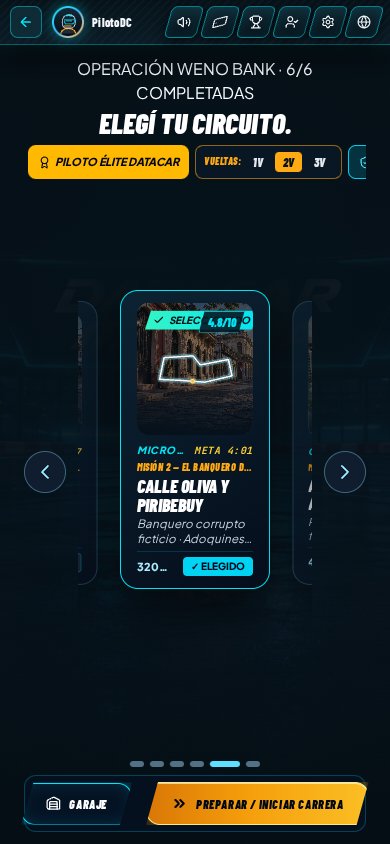 PilotoDC
OPERACIÓN WENO BANK · 6/6
COMPLETADAS
ELEGÍ TU CIRCUITO.
PILOTO ÉLITE DATACAR
VUELTAS: 1V 2V 3V
SELEC 4.8/10 O
MICRO... META 4:01
MISIÓN 2 — EL BANQUERO D...
CALLE OLIVA Y
PIRIBEBUY
Banquero corrupto
ficticio · Adoquines...
320... ✓ ELEGIDO
GARAJE
PREPARAR / INICIAR CARRERA